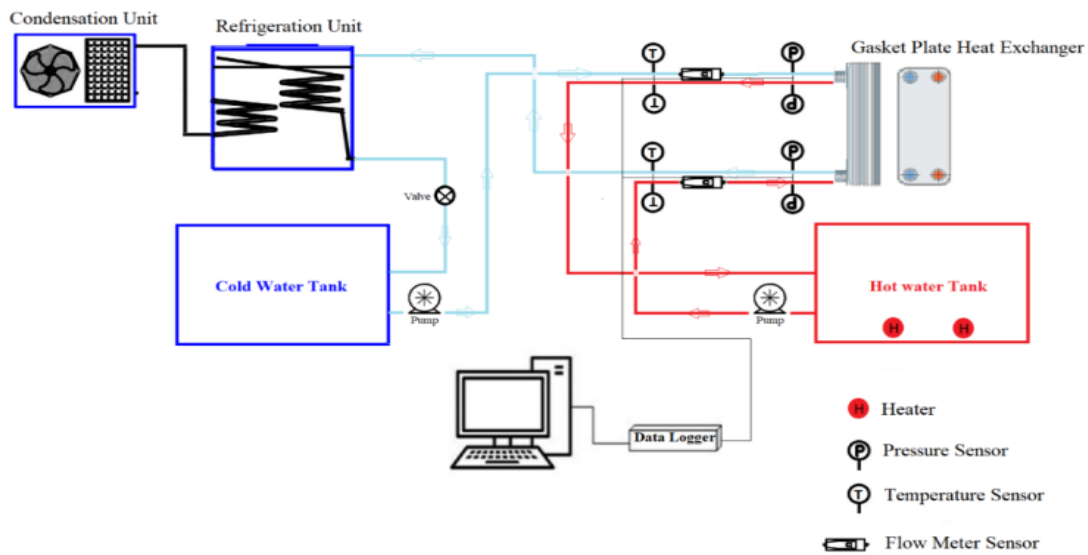 Condensation Unit
Refrigeration Unit
Gasket Plate Heat Exchanger
T
P
T
P
T
P
T
P
Valve
Cold Water Tank
Pump
Hot water Tank
Pump
H
H
Data Logger
H Heater
P Pressure Sensor
T Temperature Sensor
Flow Meter Sensor